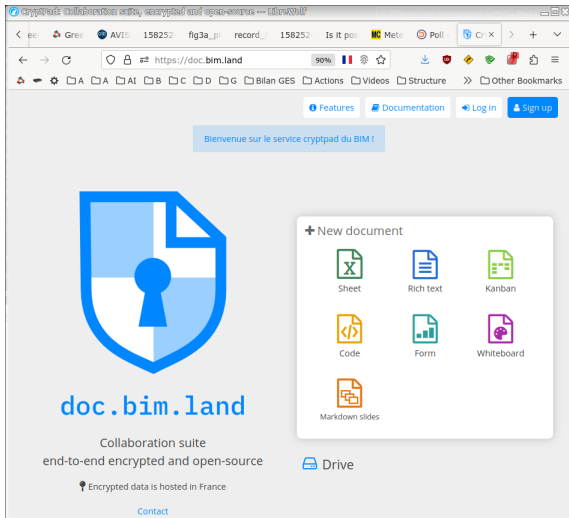 CryptPad: Collaboration suite, encrypted and open-source — LibreWolf
Gree
AVIS
158252
fig3a_p
record_
15825
Is it pos
Mete
Poll
Cr
https://doc.bim.land
90%
A
A
AI
B
C
D
G
Bilan GES
Actions
Videos
Structure
Other Bookmarks
Features
Documentation
Log in
Sign up
Bienvenue sur le service cryptpad du BIM !
New document
Sheet
Rich text
Kanban
Code
Form
Whiteboard
Markdown slides
doc.bim.land
Collaboration suite
end-to-end encrypted and open-source
Drive
Encrypted data is hosted in France
Contact